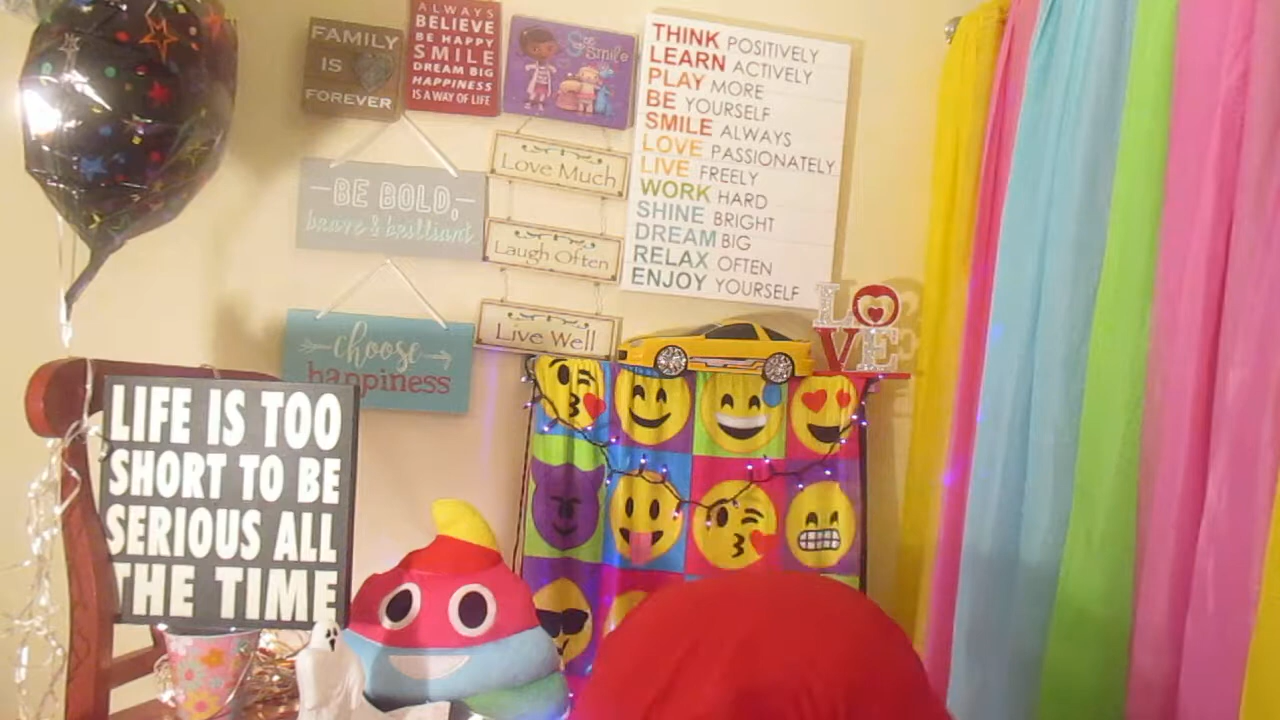 FAMILY
IS
FOREVER
ALWAYS
BELIEVE
BE HAPPY
SMILE
DREAM BIG
HAPPINESS
IS A WAY OF LIFE
Smile
THINK POSITIVELY
LEARN ACTIVELY
PLAY MORE
BE YOURSELF
SMILE ALWAYS
LOVE PASSIONATELY
LIVE FREELY
WORK HARD
SHINE BRIGHT
DREAM BIG
RELAX OFTEN
ENJOY YOURSELF
BE BOLD,
brave & brilliant
Love Much
Laugh Often
Live Well
choose
happiness
LOVE
LIFE IS TOO
SHORT TO BE
SERIOUS ALL
THE TIME